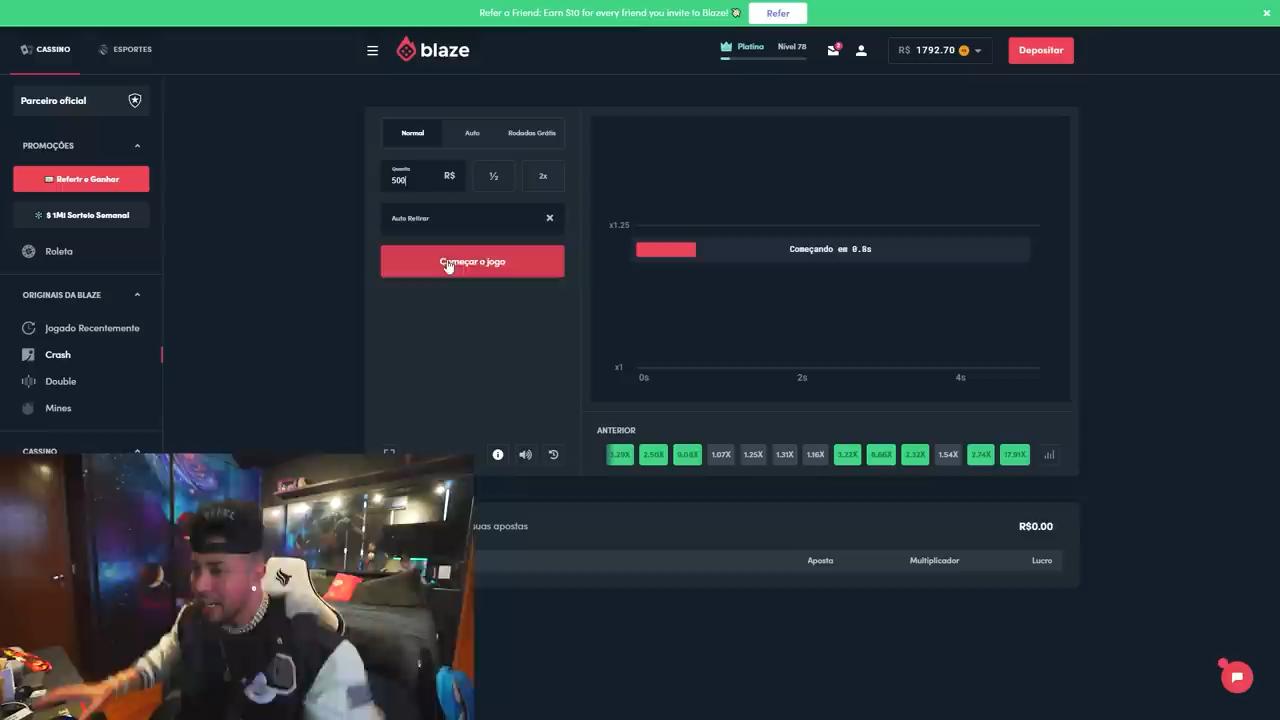 Refer a Friend: Earn $10 for every friend you invite to Blaze!
Refer
CASSINO
ESPORTES
blaze
Platina
Nível 78
R$ 1792.70
Depositar
Parceiro oficial
PROMOÇÕES
Referir e Ganhar
$ 1MI Sorteio Semanal
Roleta
ORIGINAIS DA BLAZE
Jogado Recentemente
Crash
Double
Mines
CASSINO
Normal
Auto
Rodadas Grátis
Quantia
500
R$
½
2x
Auto Retirar
Começar o jogo
x1.25
Começando em 0.8s
x1
0s
2s
4s
ANTERIOR
2.50X
9.08X
1.07X
1.25X
1.31X
1.16X
3.22X
8.66X
2.32X
1.54X
2.74X
17.91X
suas apostas
R$0.00
Aposta
Multiplicador
Lucro